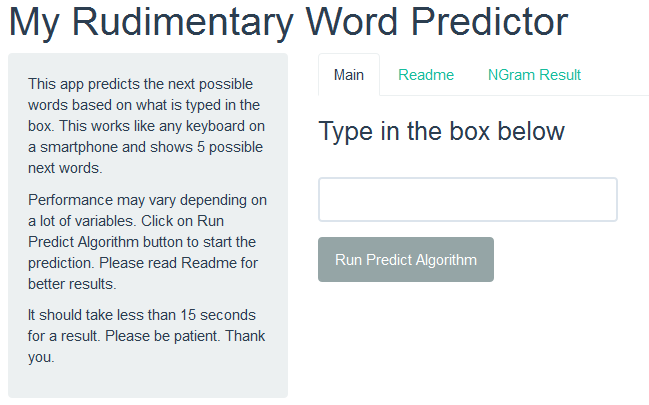 My Rudimentary Word Predictor
This app predicts the next possible
words based on what is typed in the
box. This works like any keyboard on
a smartphone and shows 5 possible
next words.
Performance may vary depending on
a lot of variables. Click on Run
Predict Algorithm button to start the
prediction. Please read Readme for
better results.
It should take less than 15 seconds
for a result. Please be patient. Thank
you.
Main Readme NGram Result
Type in the box below
Run Predict Algorithm